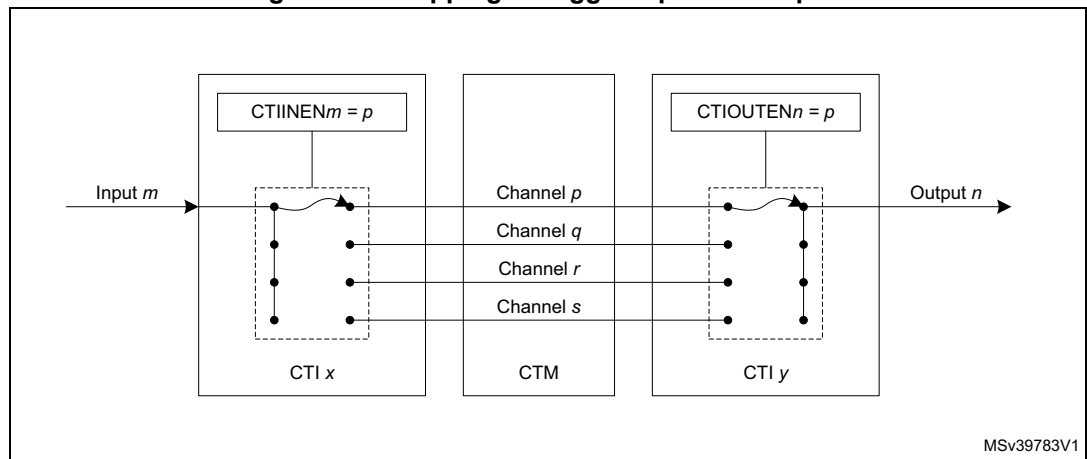 CTIINENm = p
CTIOUTENn = p
Input m
Channel p
Output n
Channel q
Channel r
Channel s
CTI x
CTM
CTI y
MSv39783V1